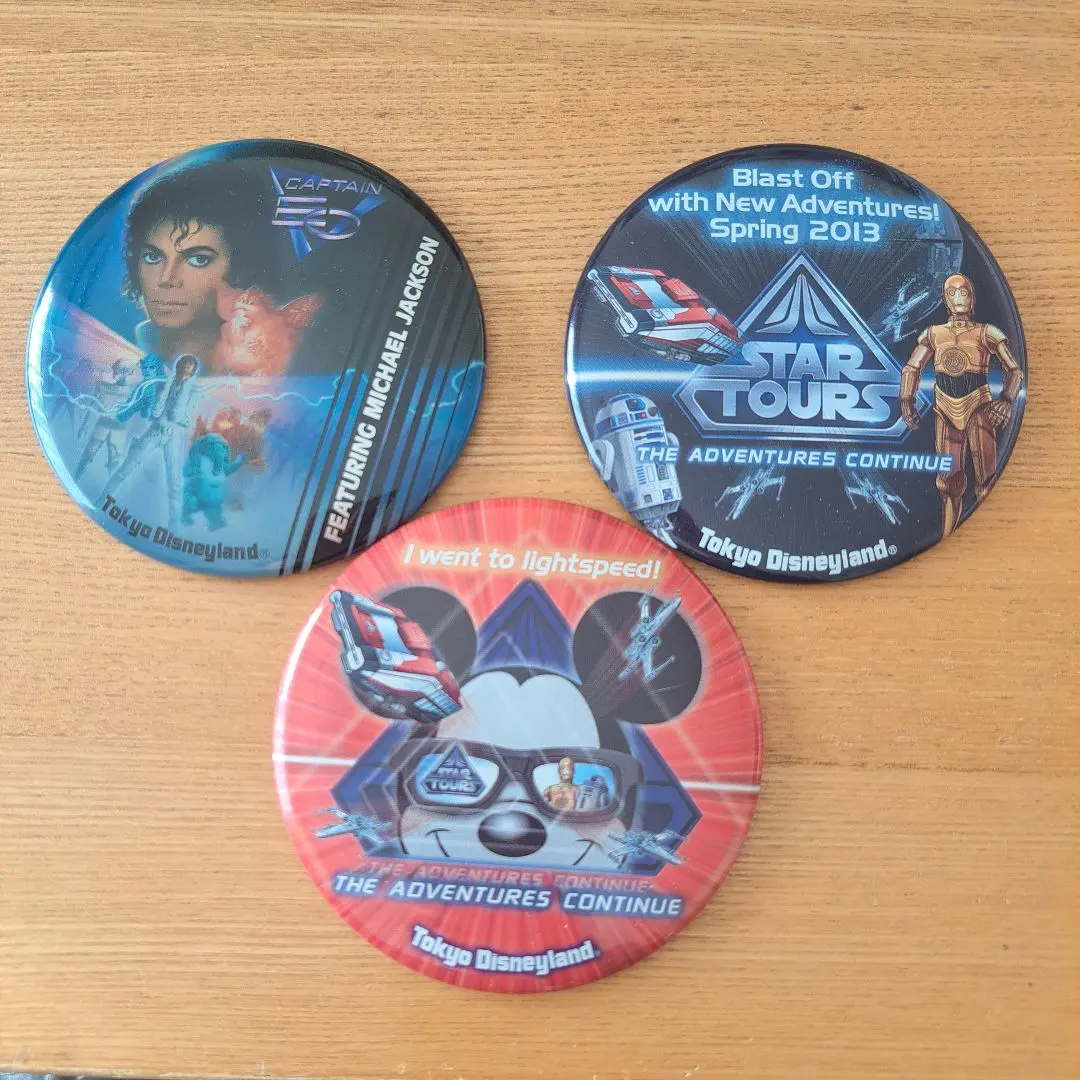 CAPTAIN
EO
FEATURING MICHAEL JACKSON
Tokyo Disneyland®
Blast Off
with New Adventures!
Spring 2013
STAR
TOURS
THE ADVENTURES CONTINUE
Tokyo Disneyland®
I went to lightspeed!
STAR
TOURS
THE ADVENTURES CONTINUE
THE ADVENTURES CONTINUE
Tokyo Disneyland®